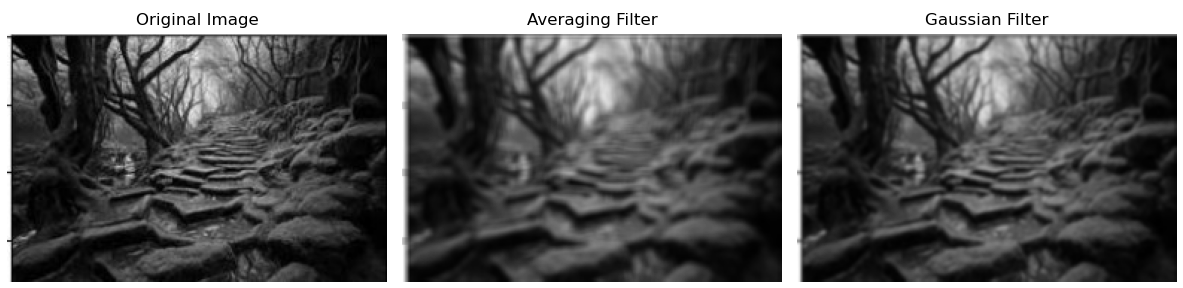 Original Image
Averaging Filter
Gaussian Filter